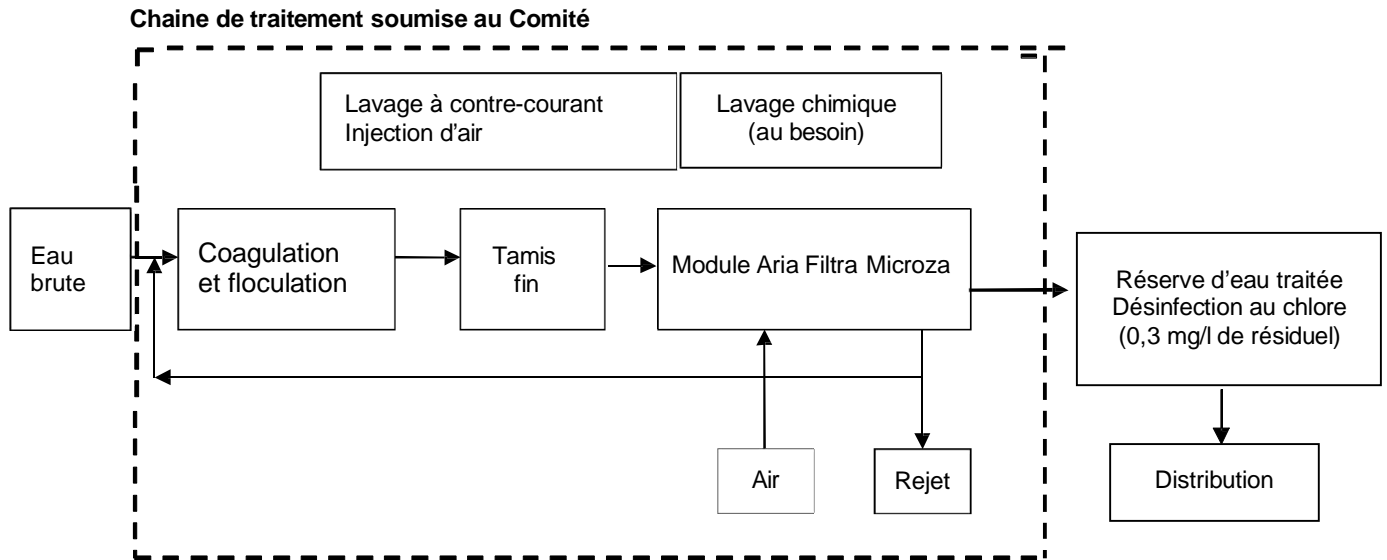 Chaine de traitement soumise au Comité
Lavage à contre-courant
Injection d'air
Lavage chimique
(au besoin)
Eau
brute
Coagulation
et floculation
Tamis
fin
Module Aria Filtra Microza
Réserve d'eau traitée
Désinfection au chlore
(0,3 mg/l de résiduel)
Air
Rejet
Distribution